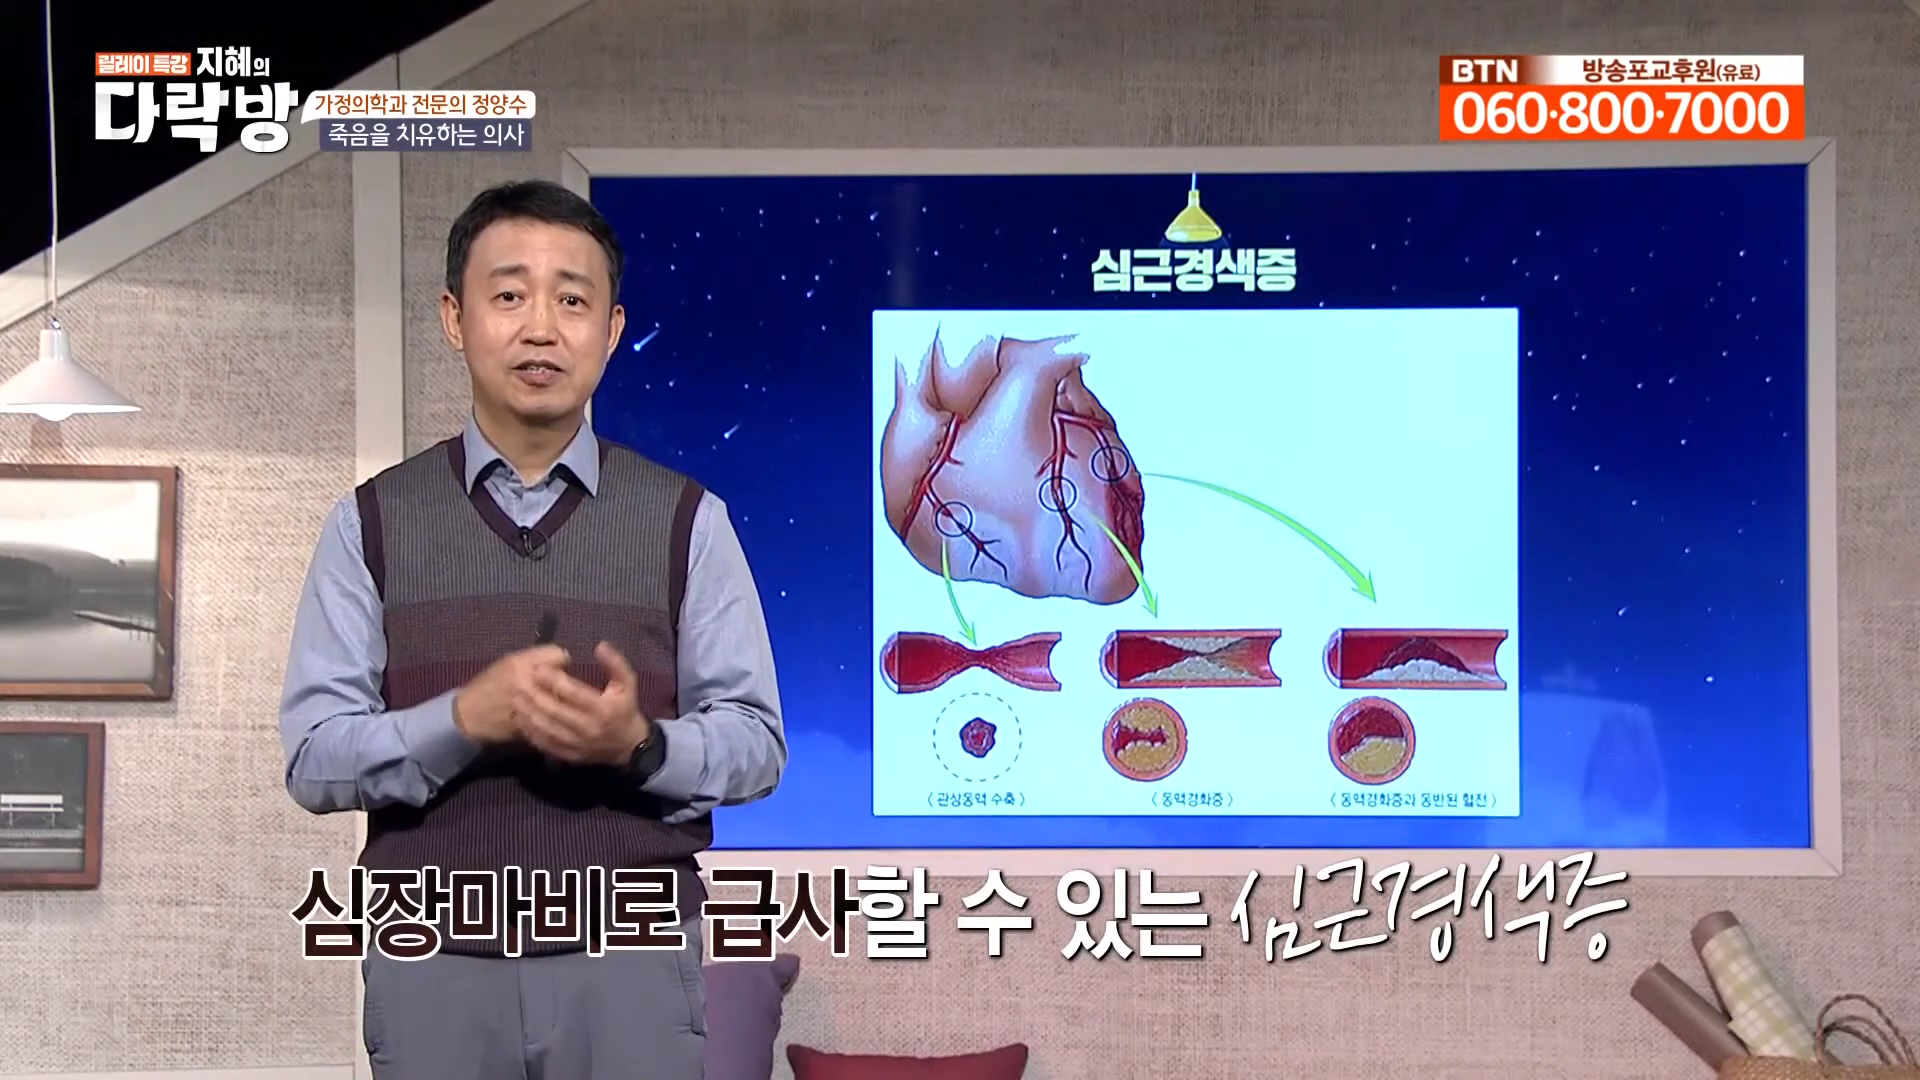 릴레이 특강 지혜의
다락방
가정의학과 전문의 정양수
죽음을 치유하는 의사
BTN 방송포교후원(유료)
060·800·7000
심근경색증
〈 관상동맥 수축 〉
〈 동맥경화증 〉
〈 동맥경화증과 동반된 혈전 〉
심장마비로 급사할 수 있는 심근경색증